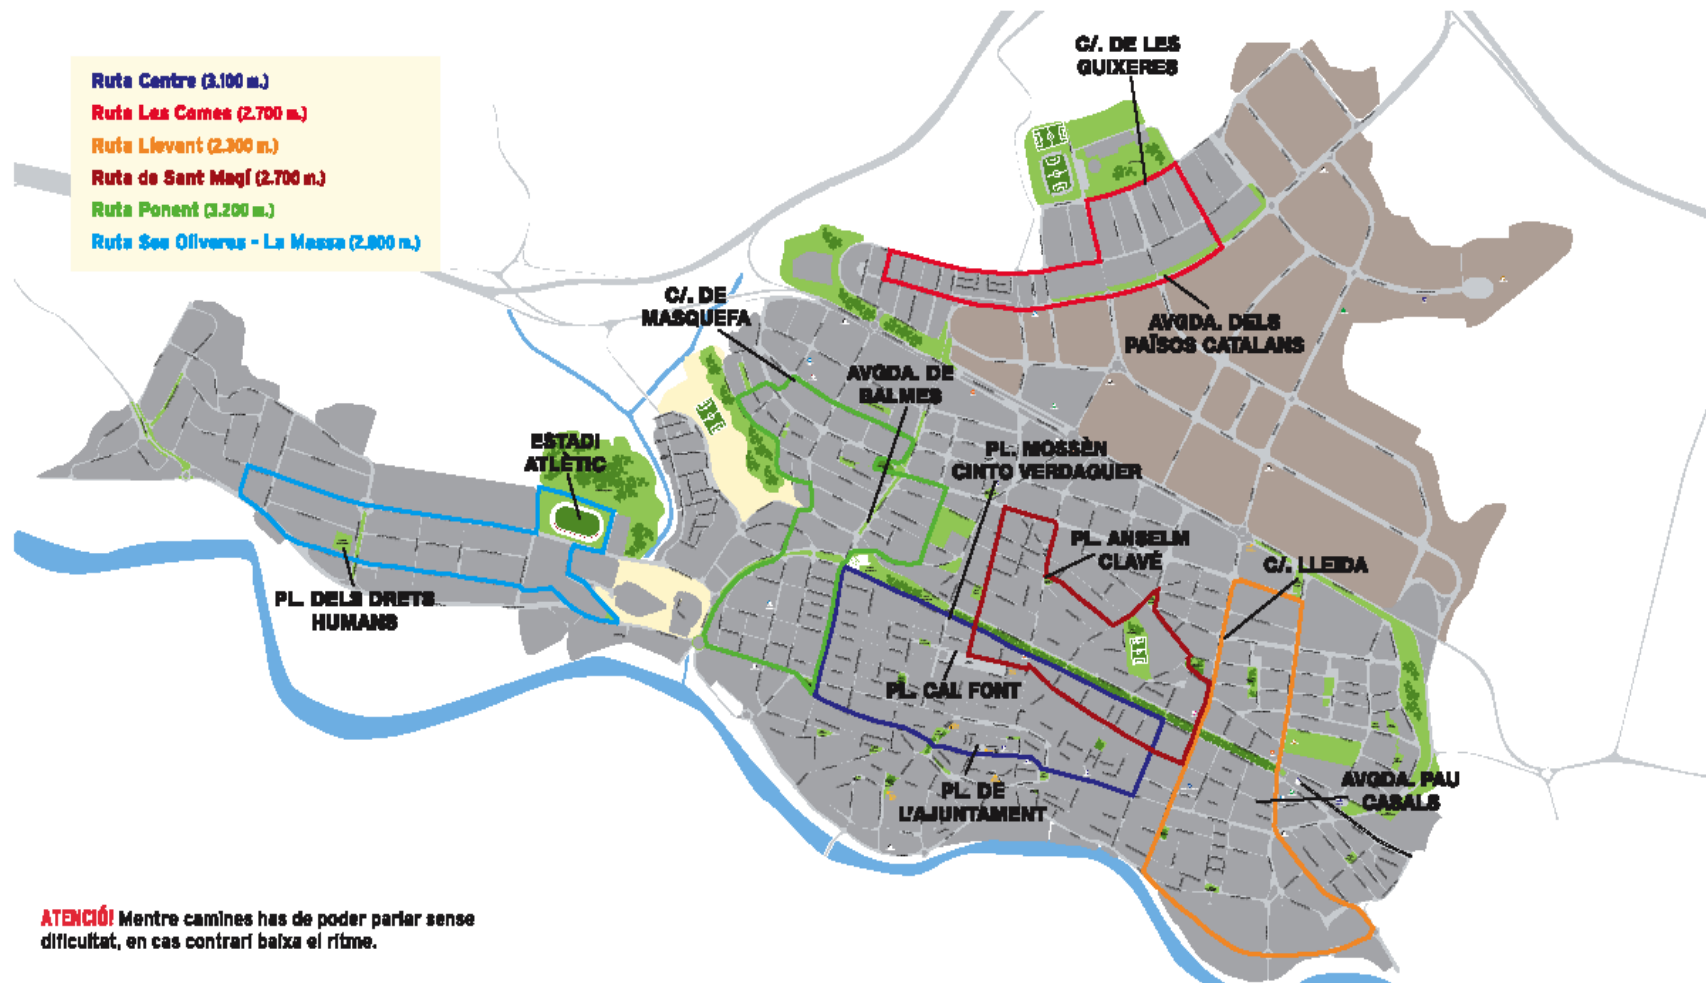 Ruta Centre (3.100 m.)
Ruta Les Comes (2.700 m.)
Ruta Llevant (2.300 m.)
Ruta de Sant Magí (2.700 m.)
Ruta Ponent (3.200 m.)
Ruta Ses Oliveres - La Massa (2.800 m.)
C/. DE LES
GUIXERES
C/. DE
MASQUEFA
AVGDA. DELS
PAÏSOS CATALANS
AVGDA. DE
BALMES
ESTADI
ATLÈTIC
PL. MOSSÈN
CINTO VERDAGUER
PL. ANSELM
CLAVÉ
C/. LLEIDA
PL. DELS DRETS
HUMANS
PL. CAL FONT
PL. DE
L'AJUNTAMENT
AVGDA. PAU
CASALS
ATENCIÓ! Mentre camines has de poder parlar sense
dificultat, en cas contrari baixa el ritme.